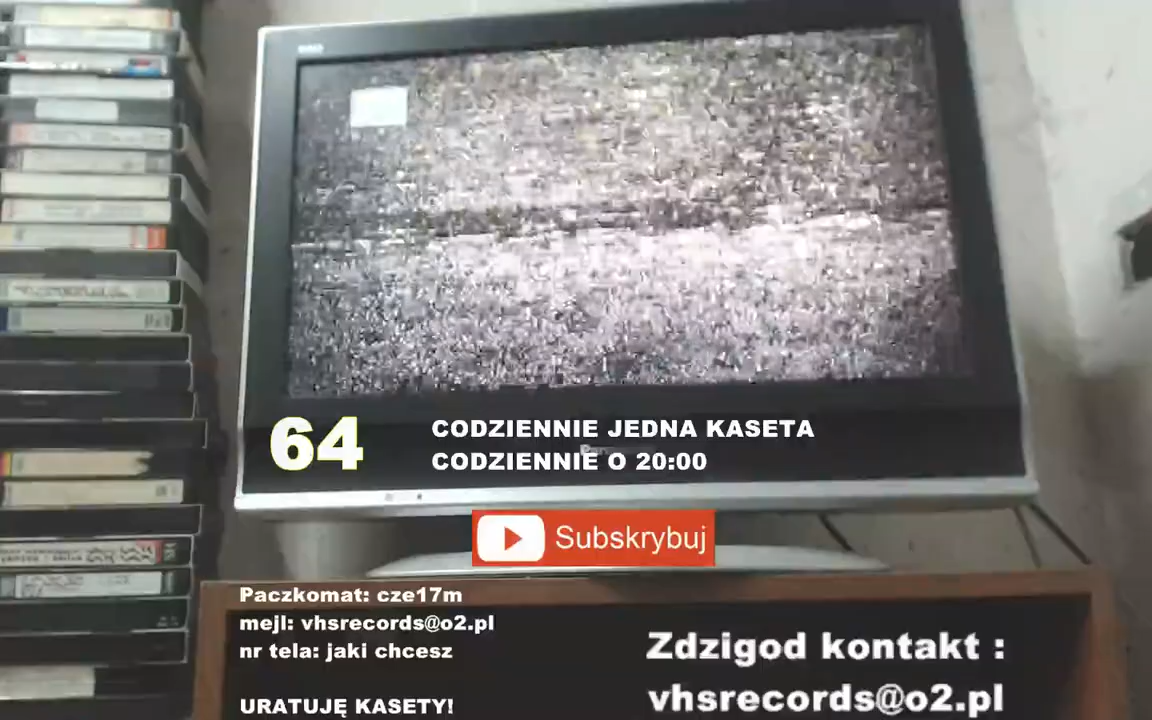 64
CODZIENNIE JEDNA KASETA
CODZIENNIE O 20:00
Subskrybuj
Paczkomat: cze17m
mejl: vhsrecords@o2.pl
nr tela: jaki chcesz
URATUJĘ KASETY!
Zdzigod kontakt :
vhsrecords@o2.pl